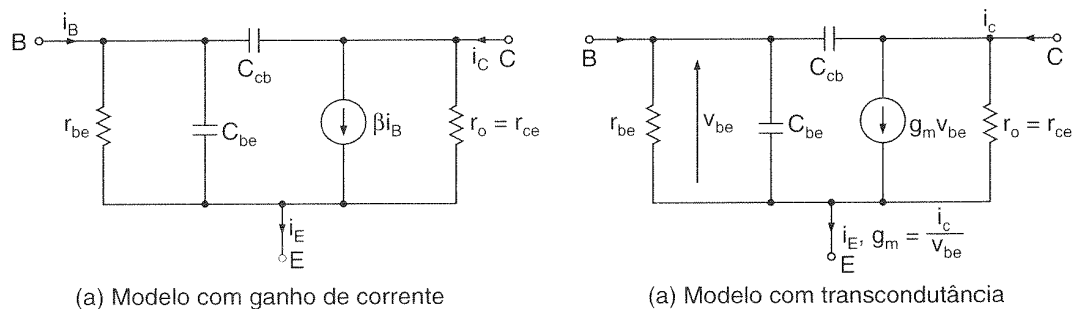 i_B
B
C_cb
i_C C
r_be
C_be
βi_B
r_o = r_ce
i_E
E
(a) Modelo com ganho de corrente
B
C_cb
i_c
C
r_be
v_be
C_be
g_m v_be
r_o = r_ce
i_E, g_m = i_c / v_be
E
(a) Modelo com transcondutância